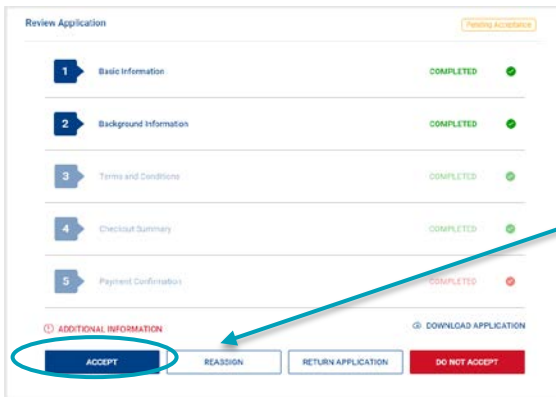 Review Application Pending Acceptance
1 Basic Information COMPLETED
2 Background Information COMPLETED
3 Terms and Conditions COMPLETED
4 Checkout Summary COMPLETED
5 Payment Confirmation COMPLETED
ADDITIONAL INFORMATION DOWNLOAD APPLICATION
ACCEPT REASSIGN RETURN APPLICATION DO NOT ACCEPT